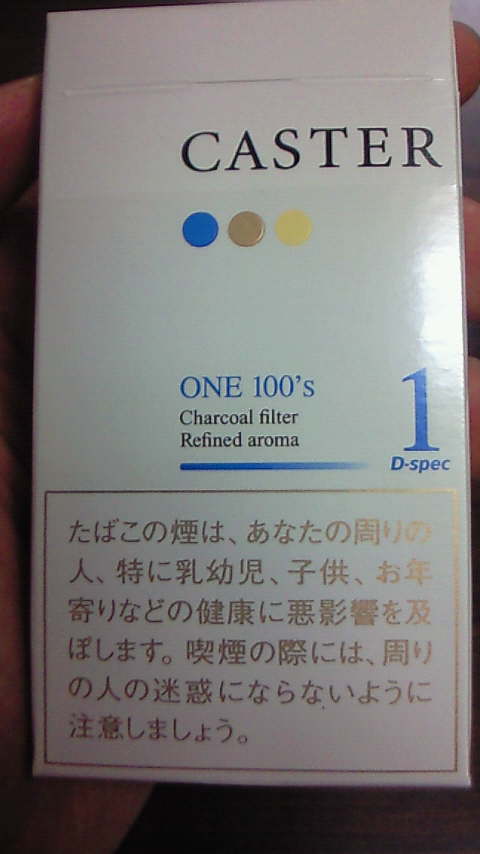 CASTER
ONE 100's
Charcoal filter
Refined aroma
1
D-spec
たばこの煙は、あなたの周りの
人、特に乳幼児、子供、お年
寄りなどの健康に悪影響を及
ぼします。喫煙の際には、周り
の人の迷惑にならないように
注意しましょう。